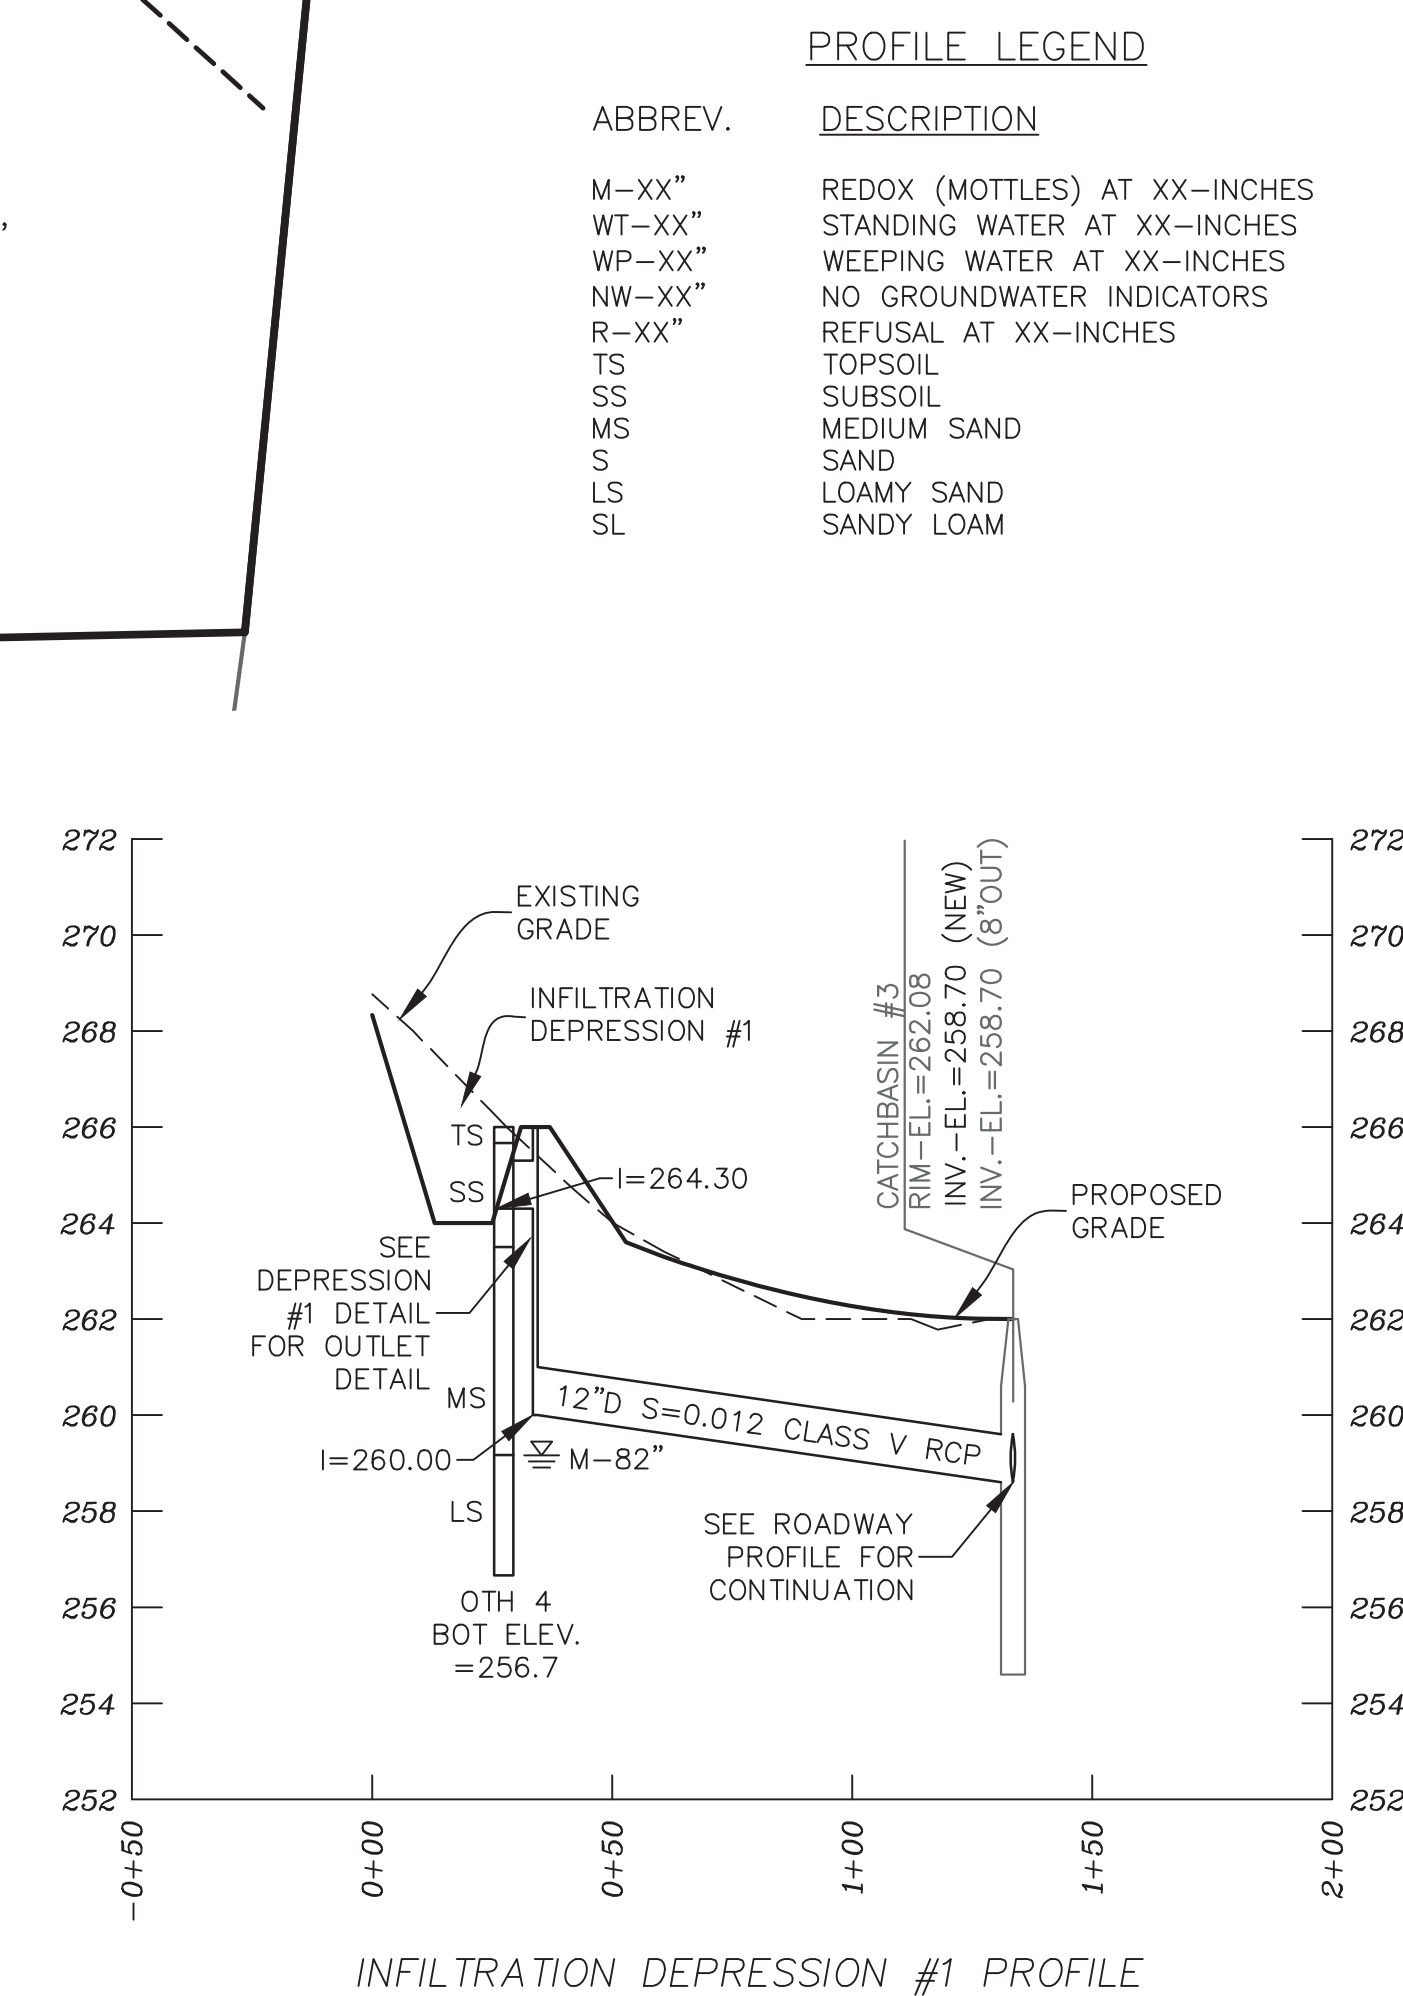 PROFILE LEGEND
ABBREV. DESCRIPTION
M-XX" REDOX (MOTTLES) AT XX-INCHES
WT-XX" STANDING WATER AT XX-INCHES
WP-XX" WEEPING WATER AT XX-INCHES
NW-XX" NO GROUNDWATER INDICATORS
R-XX" REFUSAL AT XX-INCHES
TS TOPSOIL
SS SUBSOIL
MS MEDIUM SAND
S SAND
LS LOAMY SAND
SL SANDY LOAM
272
270
268
266
264
262
260
258
256
254
252
EXISTING
GRADE
INFILTRATION
DEPRESSION #1
TS
SS
I=264.30
SEE
DEPRESSION
#1 DETAIL
FOR OUTLET
DETAIL
MS
I=260.00
M-82"
LS
OTH 4
BOT ELEV.
=256.7
12"D S=0.012 CLASS V RCP
CATCHBASIN #3
RIM-EL.=262.08
INV.-EL.=258.70 (NEW)
INV.-EL.=258.70 (8"OUT)
PROPOSED
GRADE
SEE ROADWAY
PROFILE FOR
CONTINUATION
272
270
268
266
264
262
260
258
256
254
252
-0+50
0+00
0+50
1+00
1+50
2+00
INFILTRATION DEPRESSION #1 PROFILE